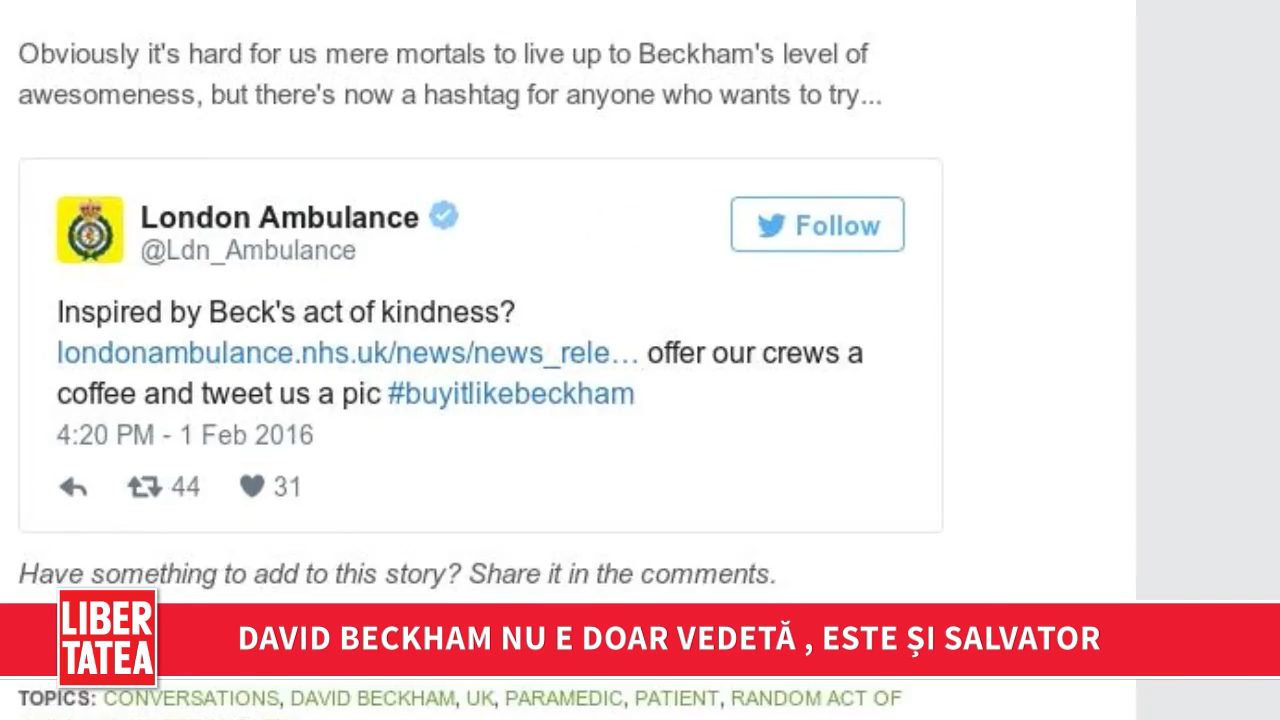 Obviously it's hard for us mere mortals to live up to Beckham's level of
awesomeness, but there's now a hashtag for anyone who wants to try...
London Ambulance
@Ldn_Ambulance
Follow
Inspired by Beck's act of kindness?
londonambulance.nhs.uk/news/news_rele… offer our crews a
coffee and tweet us a pic #buyitlikebeckham
4:20 PM - 1 Feb 2016
44 31
Have something to add to this story? Share it in the comments.
LIBER
TATEA
DAVID BECKHAM NU E DOAR VEDETĂ , ESTE ȘI SALVATOR
TOPICS: CONVERSATIONS, DAVID BECKHAM, UK, PARAMEDIC, PATIENT, RANDOM ACT OF